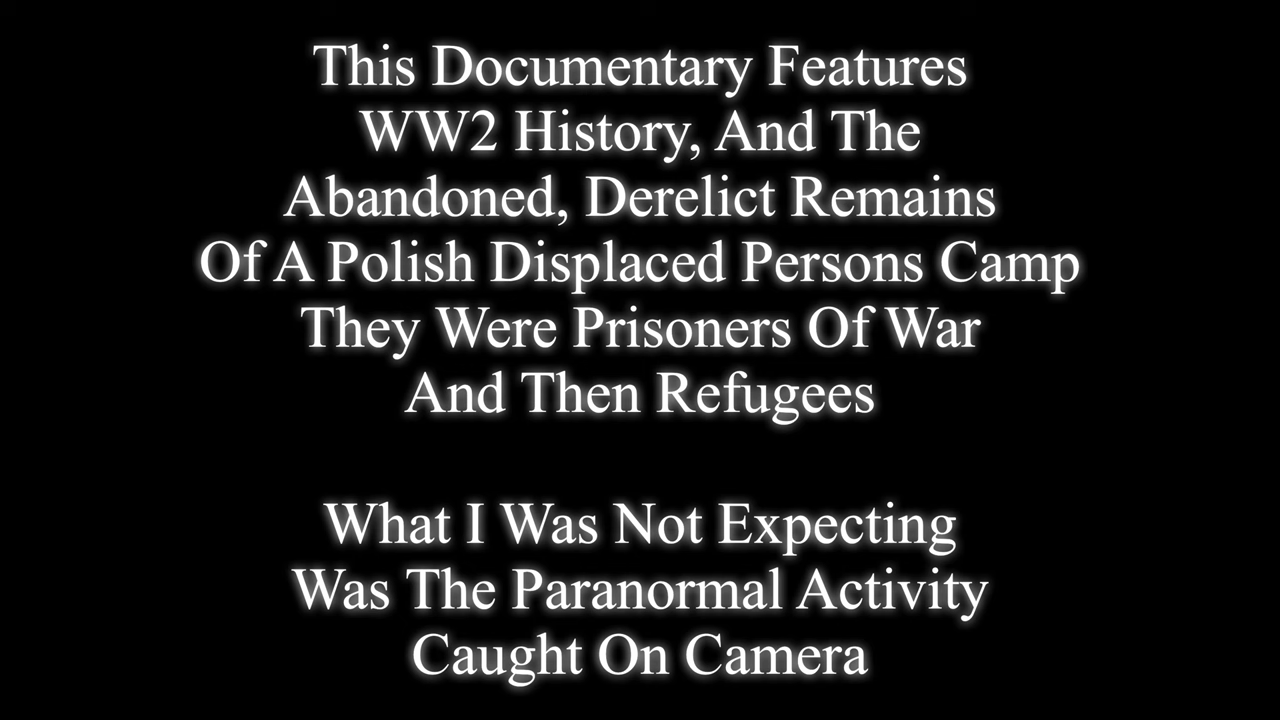 This Documentary Features
WW2 History, And The
Abandoned, Derelict Remains
Of A Polish Displaced Persons Camp
They Were Prisoners Of War
And Then Refugees
What I Was Not Expecting
Was The Paranormal Activity
Caught On Camera